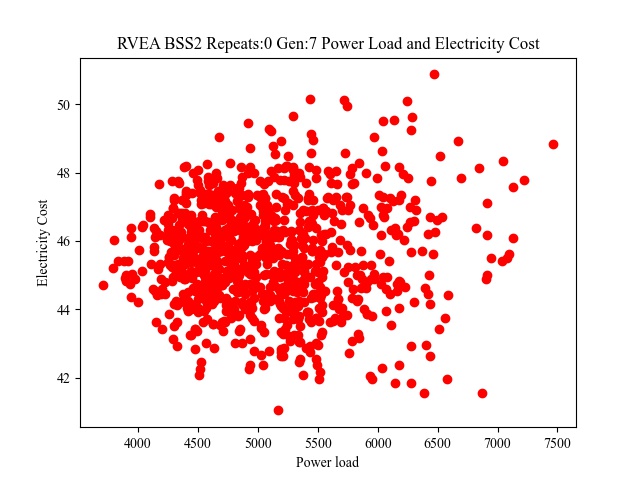 RVEA BSS2 Repeats:0 Gen:7 Power Load and Electricity Cost
Electricity Cost
50
48
46
44
42
4000 4500 5000 5500 6000 6500 7000 7500
Power load